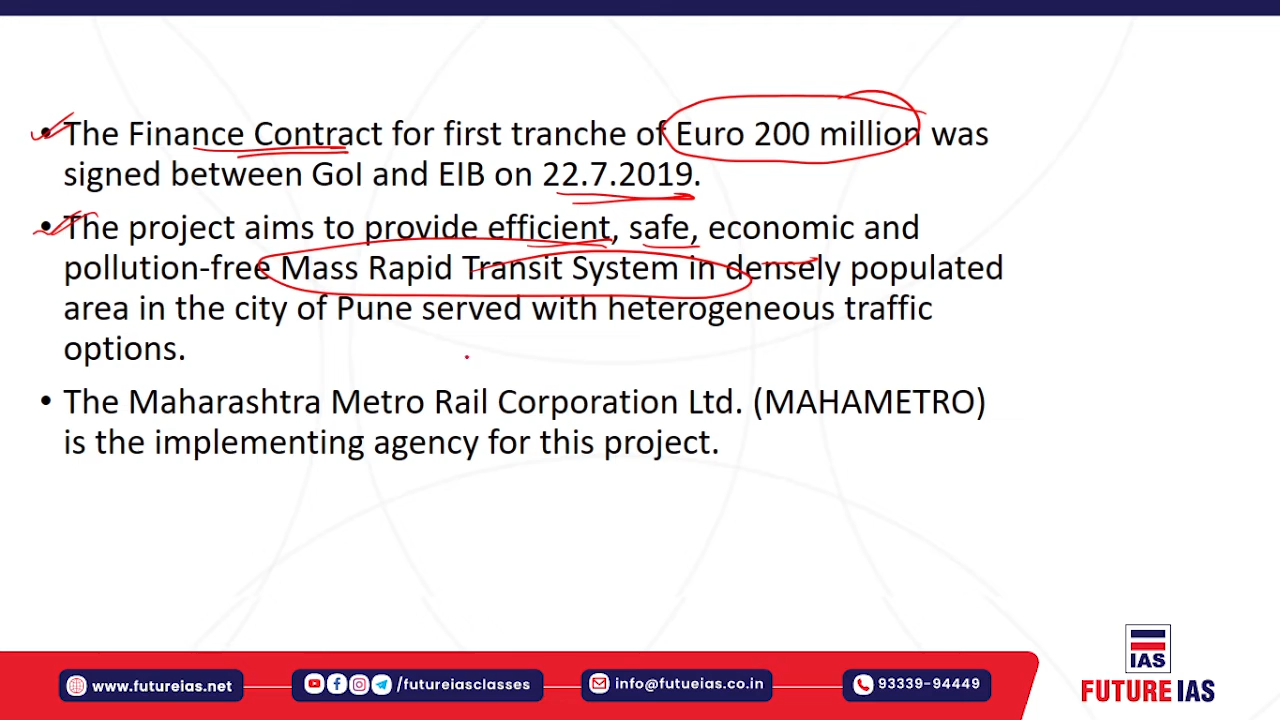 • The Finance Contract for first tranche of Euro 200 million was
signed between GoI and EIB on 22.7.2019.
• The project aims to provide efficient, safe, economic and
pollution-free Mass Rapid Transit System in densely populated
area in the city of Pune served with heterogeneous traffic
options.
• The Maharashtra Metro Rail Corporation Ltd. (MAHAMETRO)
is the implementing agency for this project.
IAS
FUTURE IAS
www.futureias.net
/futureiasclasses
info@futueias.co.in
93339-94449